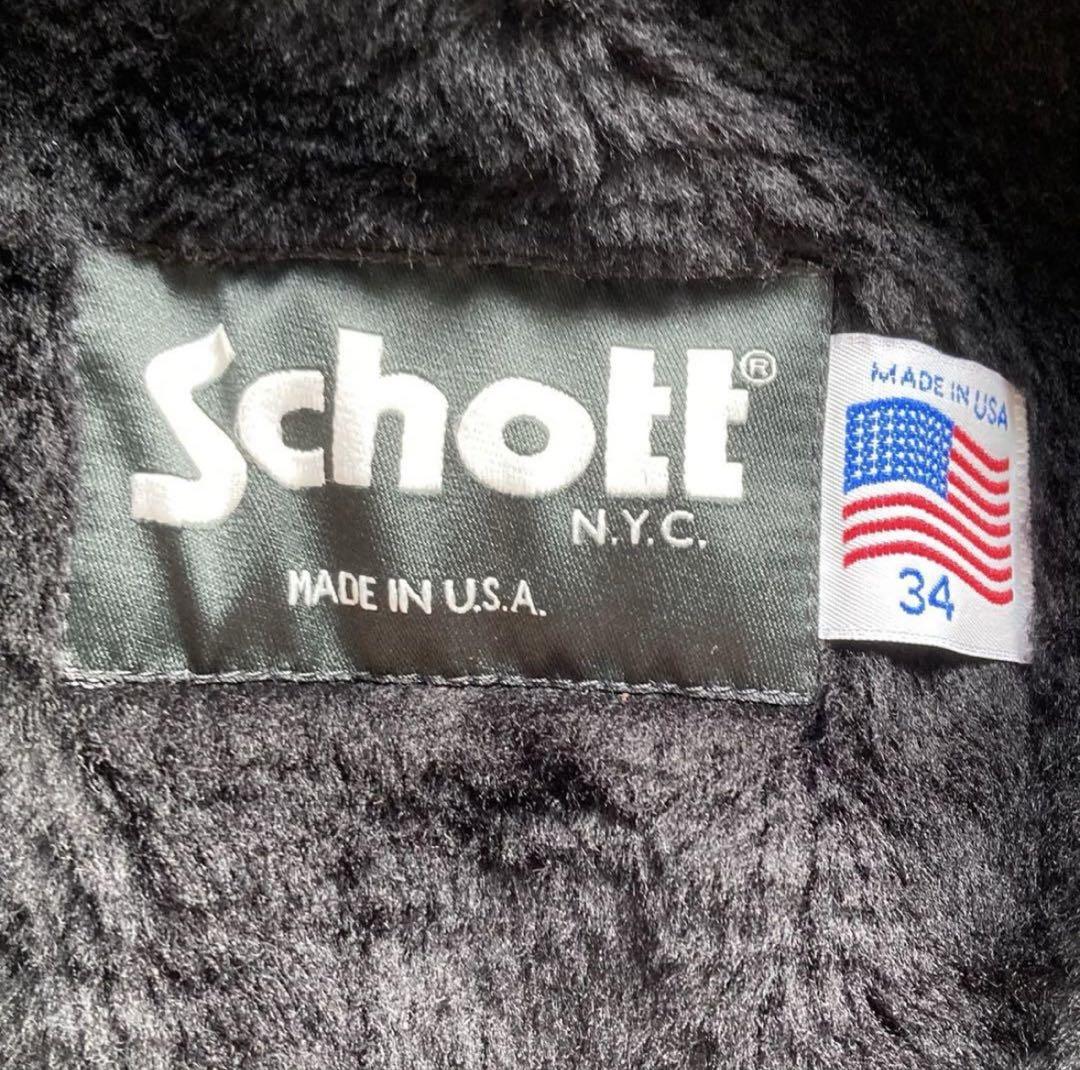 Schott®
N.Y.C.
MADE IN U.S.A.
MADE IN USA
34